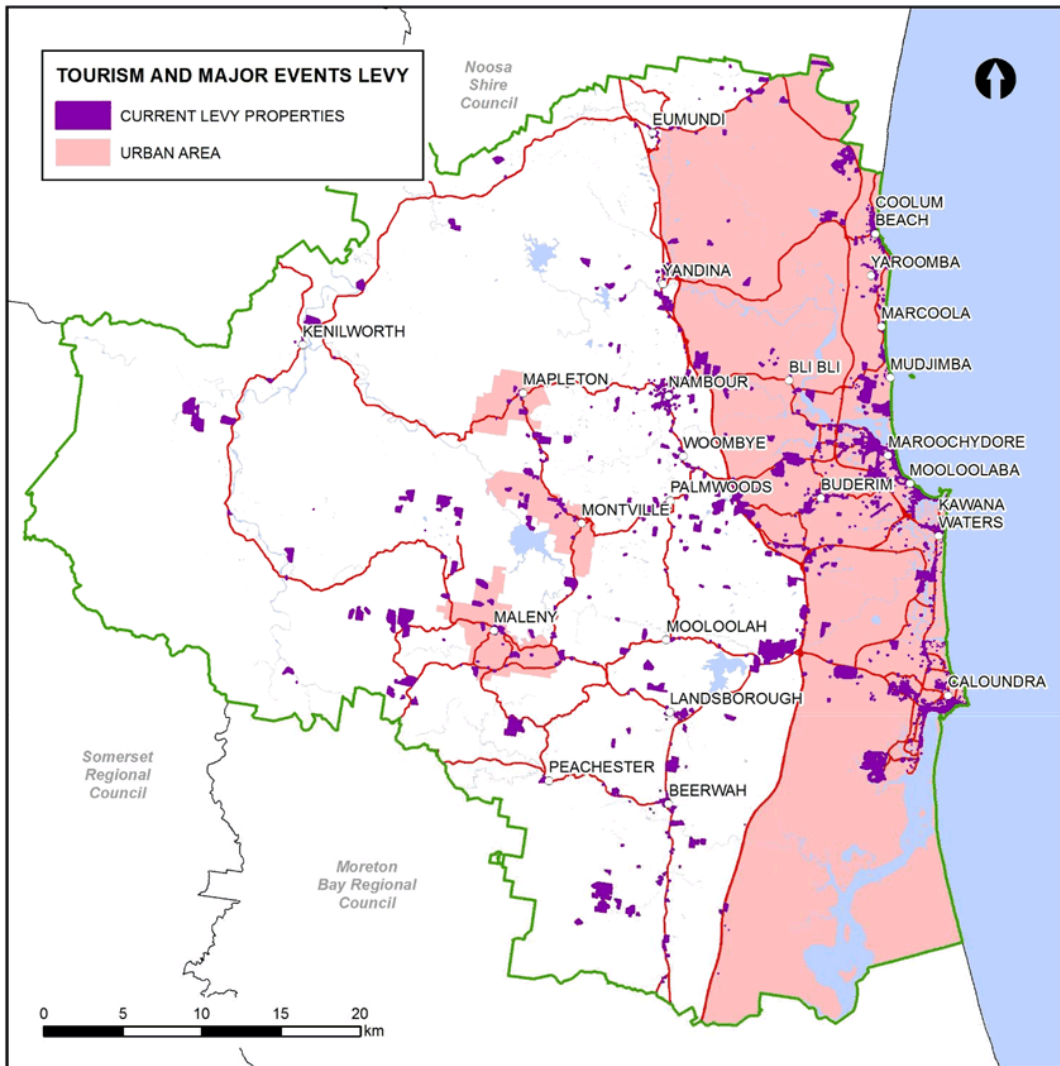 TOURISM AND MAJOR EVENTS LEVY
CURRENT LEVY PROPERTIES
URBAN AREA
Noosa
Shire
Council
EUMUNDI
COOLUM
BEACH
YAROOMBA
YANDINA
MARCOOLA
KENILWORTH
MUDJIMBA
BLI BLI
MAPLETON
NAMBOUR
MAROOCHYDORE
WOOMBYE
MOOLOOLABA
PALMWOODS
BUDERIM
KAWANA
WATERS
MONTVILLE
MALENY
MOOLOOLAH
CALOUNDRA
LANDSBOROUGH
Somerset
Regional
Council
PEACHESTER
BEERWAH
Moreton
Bay Regional
Council
0 5 10 15 20
km